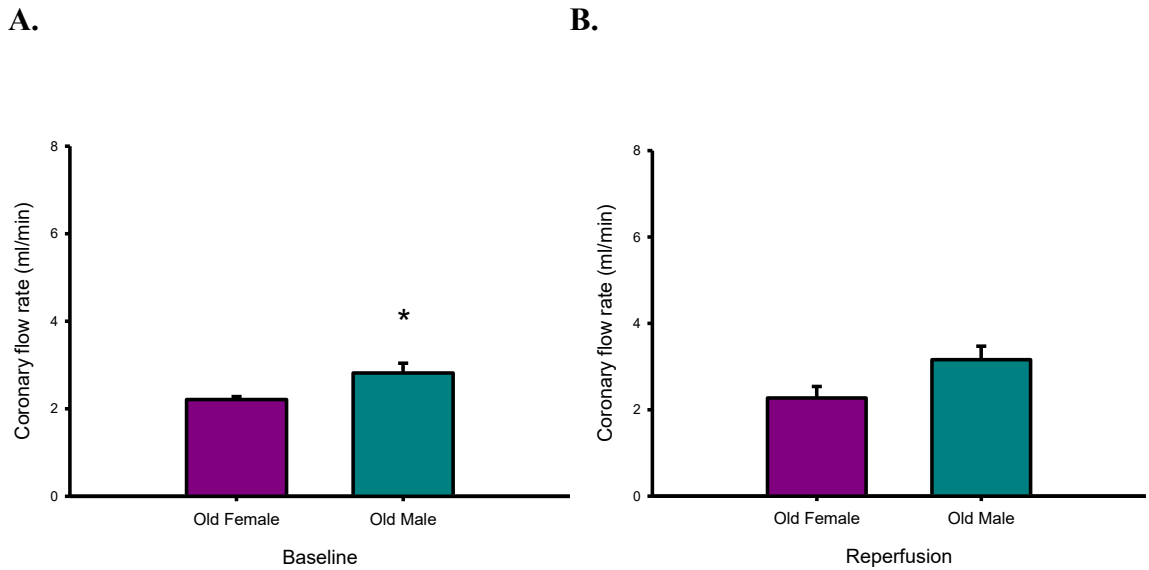 A.
B.
Coronary flow rate (ml/min)
8
6
4
2
0
*
Old Female
Old Male
Baseline
Coronary flow rate (ml/min)
8
6
4
2
0
Old Female
Old Male
Reperfusion